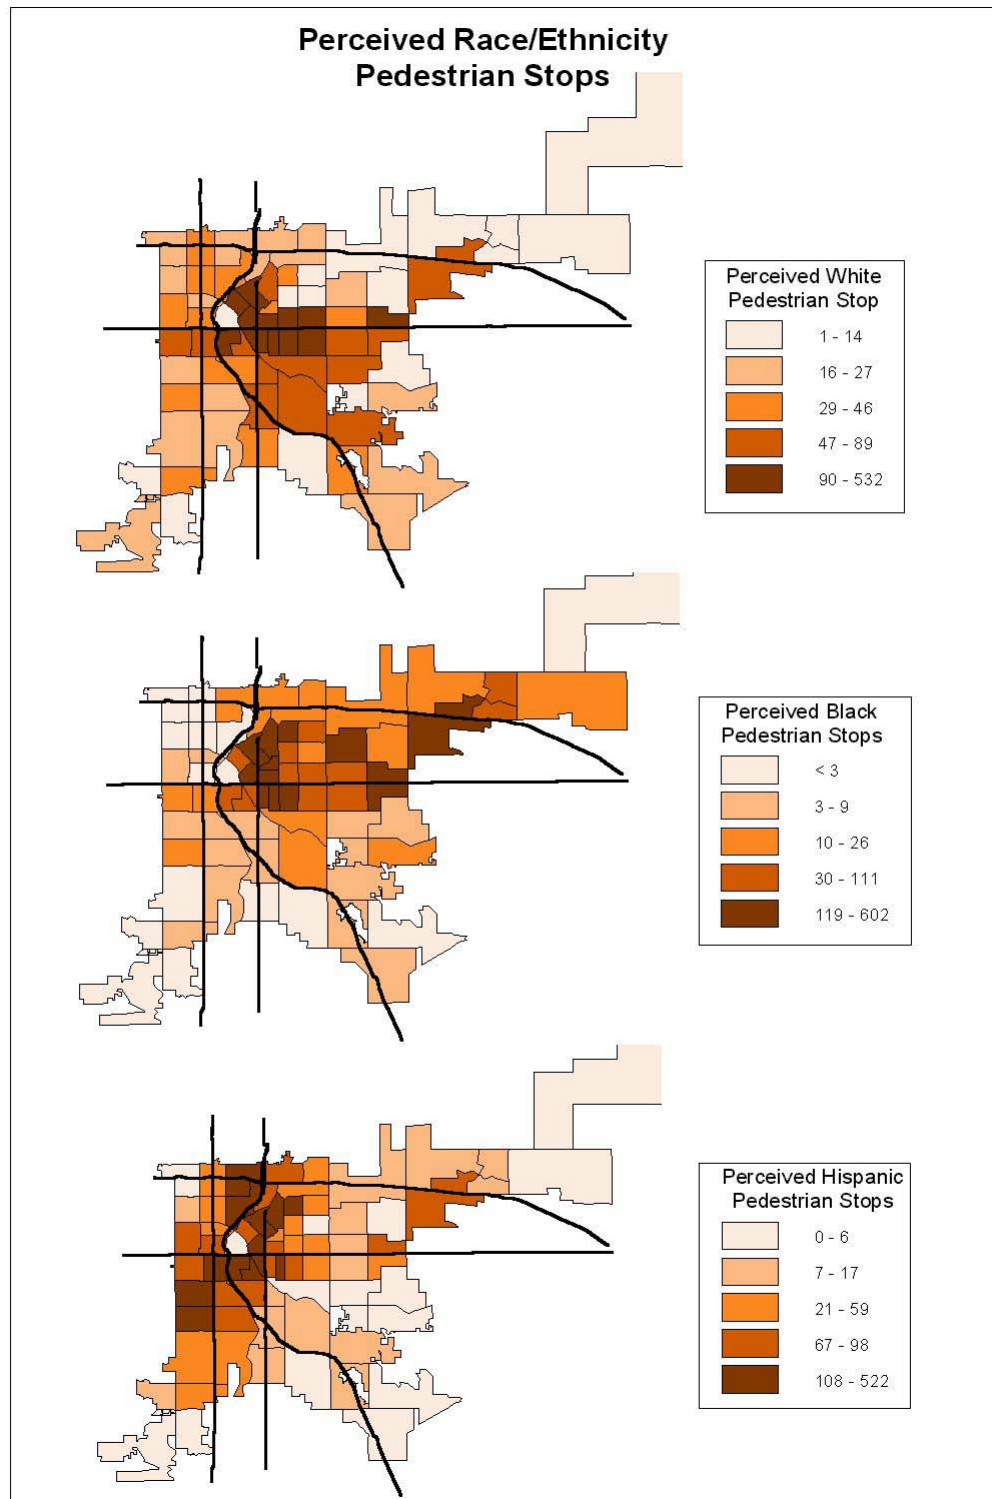 Perceived Race/Ethnicity
Pedestrian Stops
Perceived White
Pedestrian Stop
1 - 14
16 - 27
29 - 46
47 - 89
90 - 532
Perceived Black
Pedestrian Stops
< 3
3 - 9
10 - 26
30 - 111
119 - 602
Perceived Hispanic
Pedestrian Stops
0 - 6
7 - 17
21 - 59
67 - 98
108 - 522